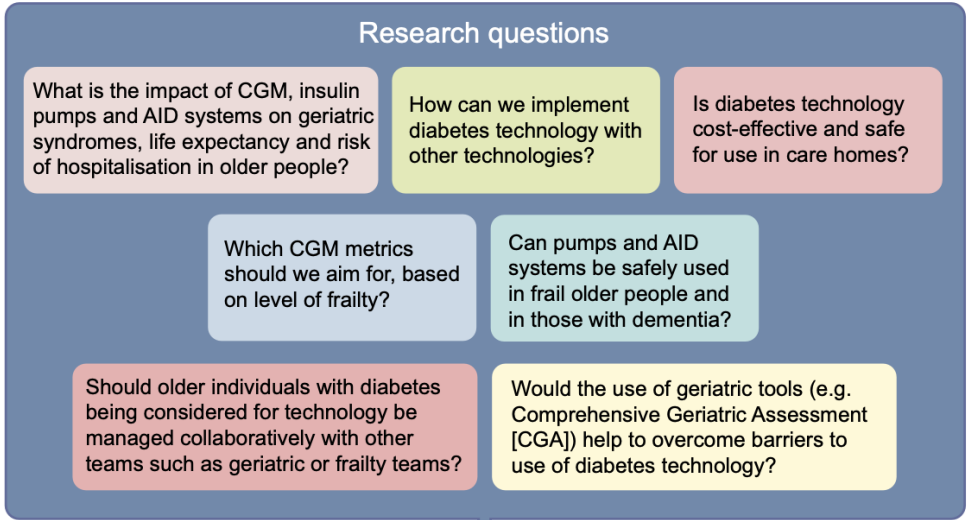 Research questions
What is the impact of CGM, insulin
pumps and AID systems on geriatric
syndromes, life expectancy and risk
of hospitalisation in older people?
How can we implement
diabetes technology with
other technologies?
Is diabetes technology
cost-effective and safe
for use in care homes?
Which CGM metrics
should we aim for, based
on level of frailty?
Can pumps and AID
systems be safely used
in frail older people and
in those with dementia?
Should older individuals with diabetes
being considered for technology be
managed collaboratively with other
teams such as geriatric or frailty teams?
Would the use of geriatric tools (e.g.
Comprehensive Geriatric Assessment
[CGA]) help to overcome barriers to
use of diabetes technology?